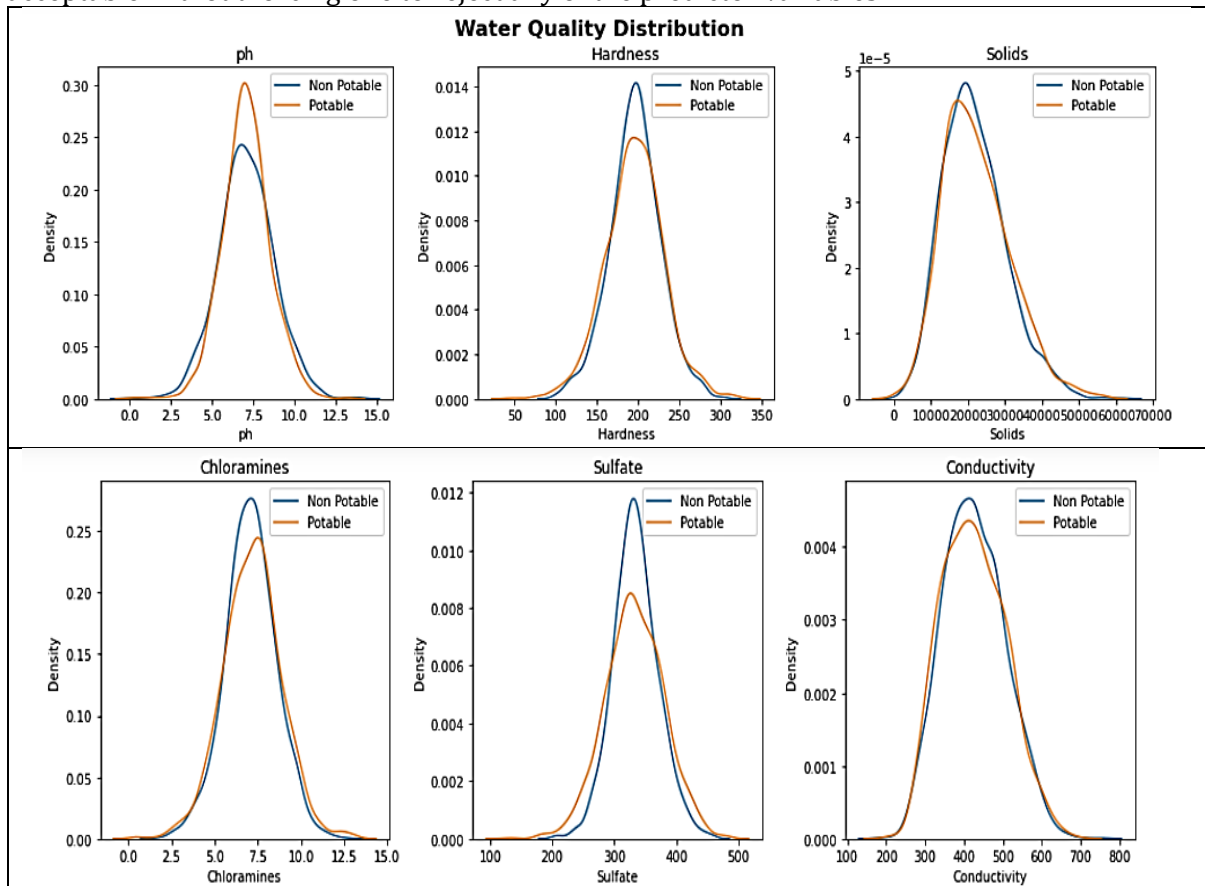 Water Quality Distribution
ph
Hardness
Solids
1e−5
Non Potable
Potable
Non Potable
Potable
Non Potable
Potable
0.30
0.25
0.20
0.15
0.10
0.05
0.00
Density
0.0 2.5 5.0 7.5 10.0 12.5 15.0
ph
0.014
0.012
0.010
0.008
0.006
0.004
0.002
0.000
Density
50 100 150 200 250 300 350
Hardness
5
4
3
2
1
0
Density
0 10000 20000 30000 40000 50000 60000 70000
Solids
Chloramines
Sulfate
Conductivity
Non Potable
Potable
Non Potable
Potable
Non Potable
Potable
0.25
0.20
0.15
0.10
0.05
0.00
Density
0.0 2.5 5.0 7.5 10.0 12.5 15.0
Chloramines
0.012
0.010
0.008
0.006
0.004
0.002
0.000
Density
100 200 300 400 500
Sulfate
0.004
0.003
0.002
0.001
0.000
Density
100 200 300 400 500 600 700 800
Conductivity